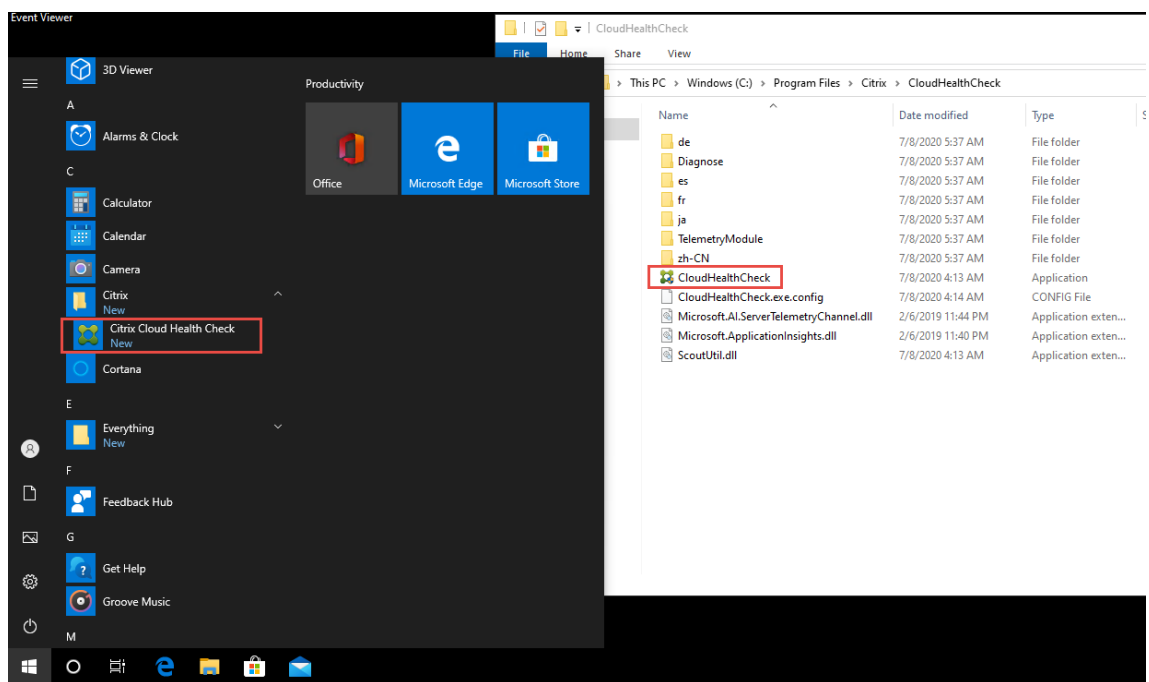 Event Viewer
3D Viewer
A
Alarms & Clock
C
Calculator
Calendar
Camera
Citrix
New
Citrix Cloud Health Check
New
Cortana
E
Everything
New
F
Feedback Hub
G
Get Help
Groove Music
M
Productivity
Office
Microsoft Edge
Microsoft Store
CloudHealthCheck
File Home Share View
This PC > Windows (C:) > Program Files > Citrix > CloudHealthCheck
Name Date modified Type
de 7/8/2020 5:37 AM File folder
Diagnose 7/8/2020 5:37 AM File folder
es 7/8/2020 5:37 AM File folder
fr 7/8/2020 5:37 AM File folder
ja 7/8/2020 5:37 AM File folder
TelemetryModule 7/8/2020 5:37 AM File folder
zh-CN 7/8/2020 5:37 AM File folder
CloudHealthCheck 7/8/2020 4:13 AM Application
CloudHealthCheck.exe.config 7/8/2020 4:14 AM CONFIG File
Microsoft.AI.ServerTelemetryChannel.dll 2/6/2019 11:44 PM Application exten...
Microsoft.ApplicationInsights.dll 2/6/2019 11:40 PM Application exten...
ScoutUtil.dll 7/8/2020 4:13 AM Application exten...